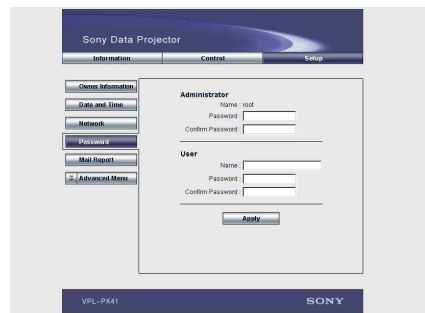 Sony Data Projector
Information Control Setup
Owner Information
Date and Time
Network
Password
Mail Report
Advanced Menu
Administrator
Name : root
Password :
Confirm Password :
User
Name :
Password :
Confirm Password :
Apply
VPL-PX41 SONY